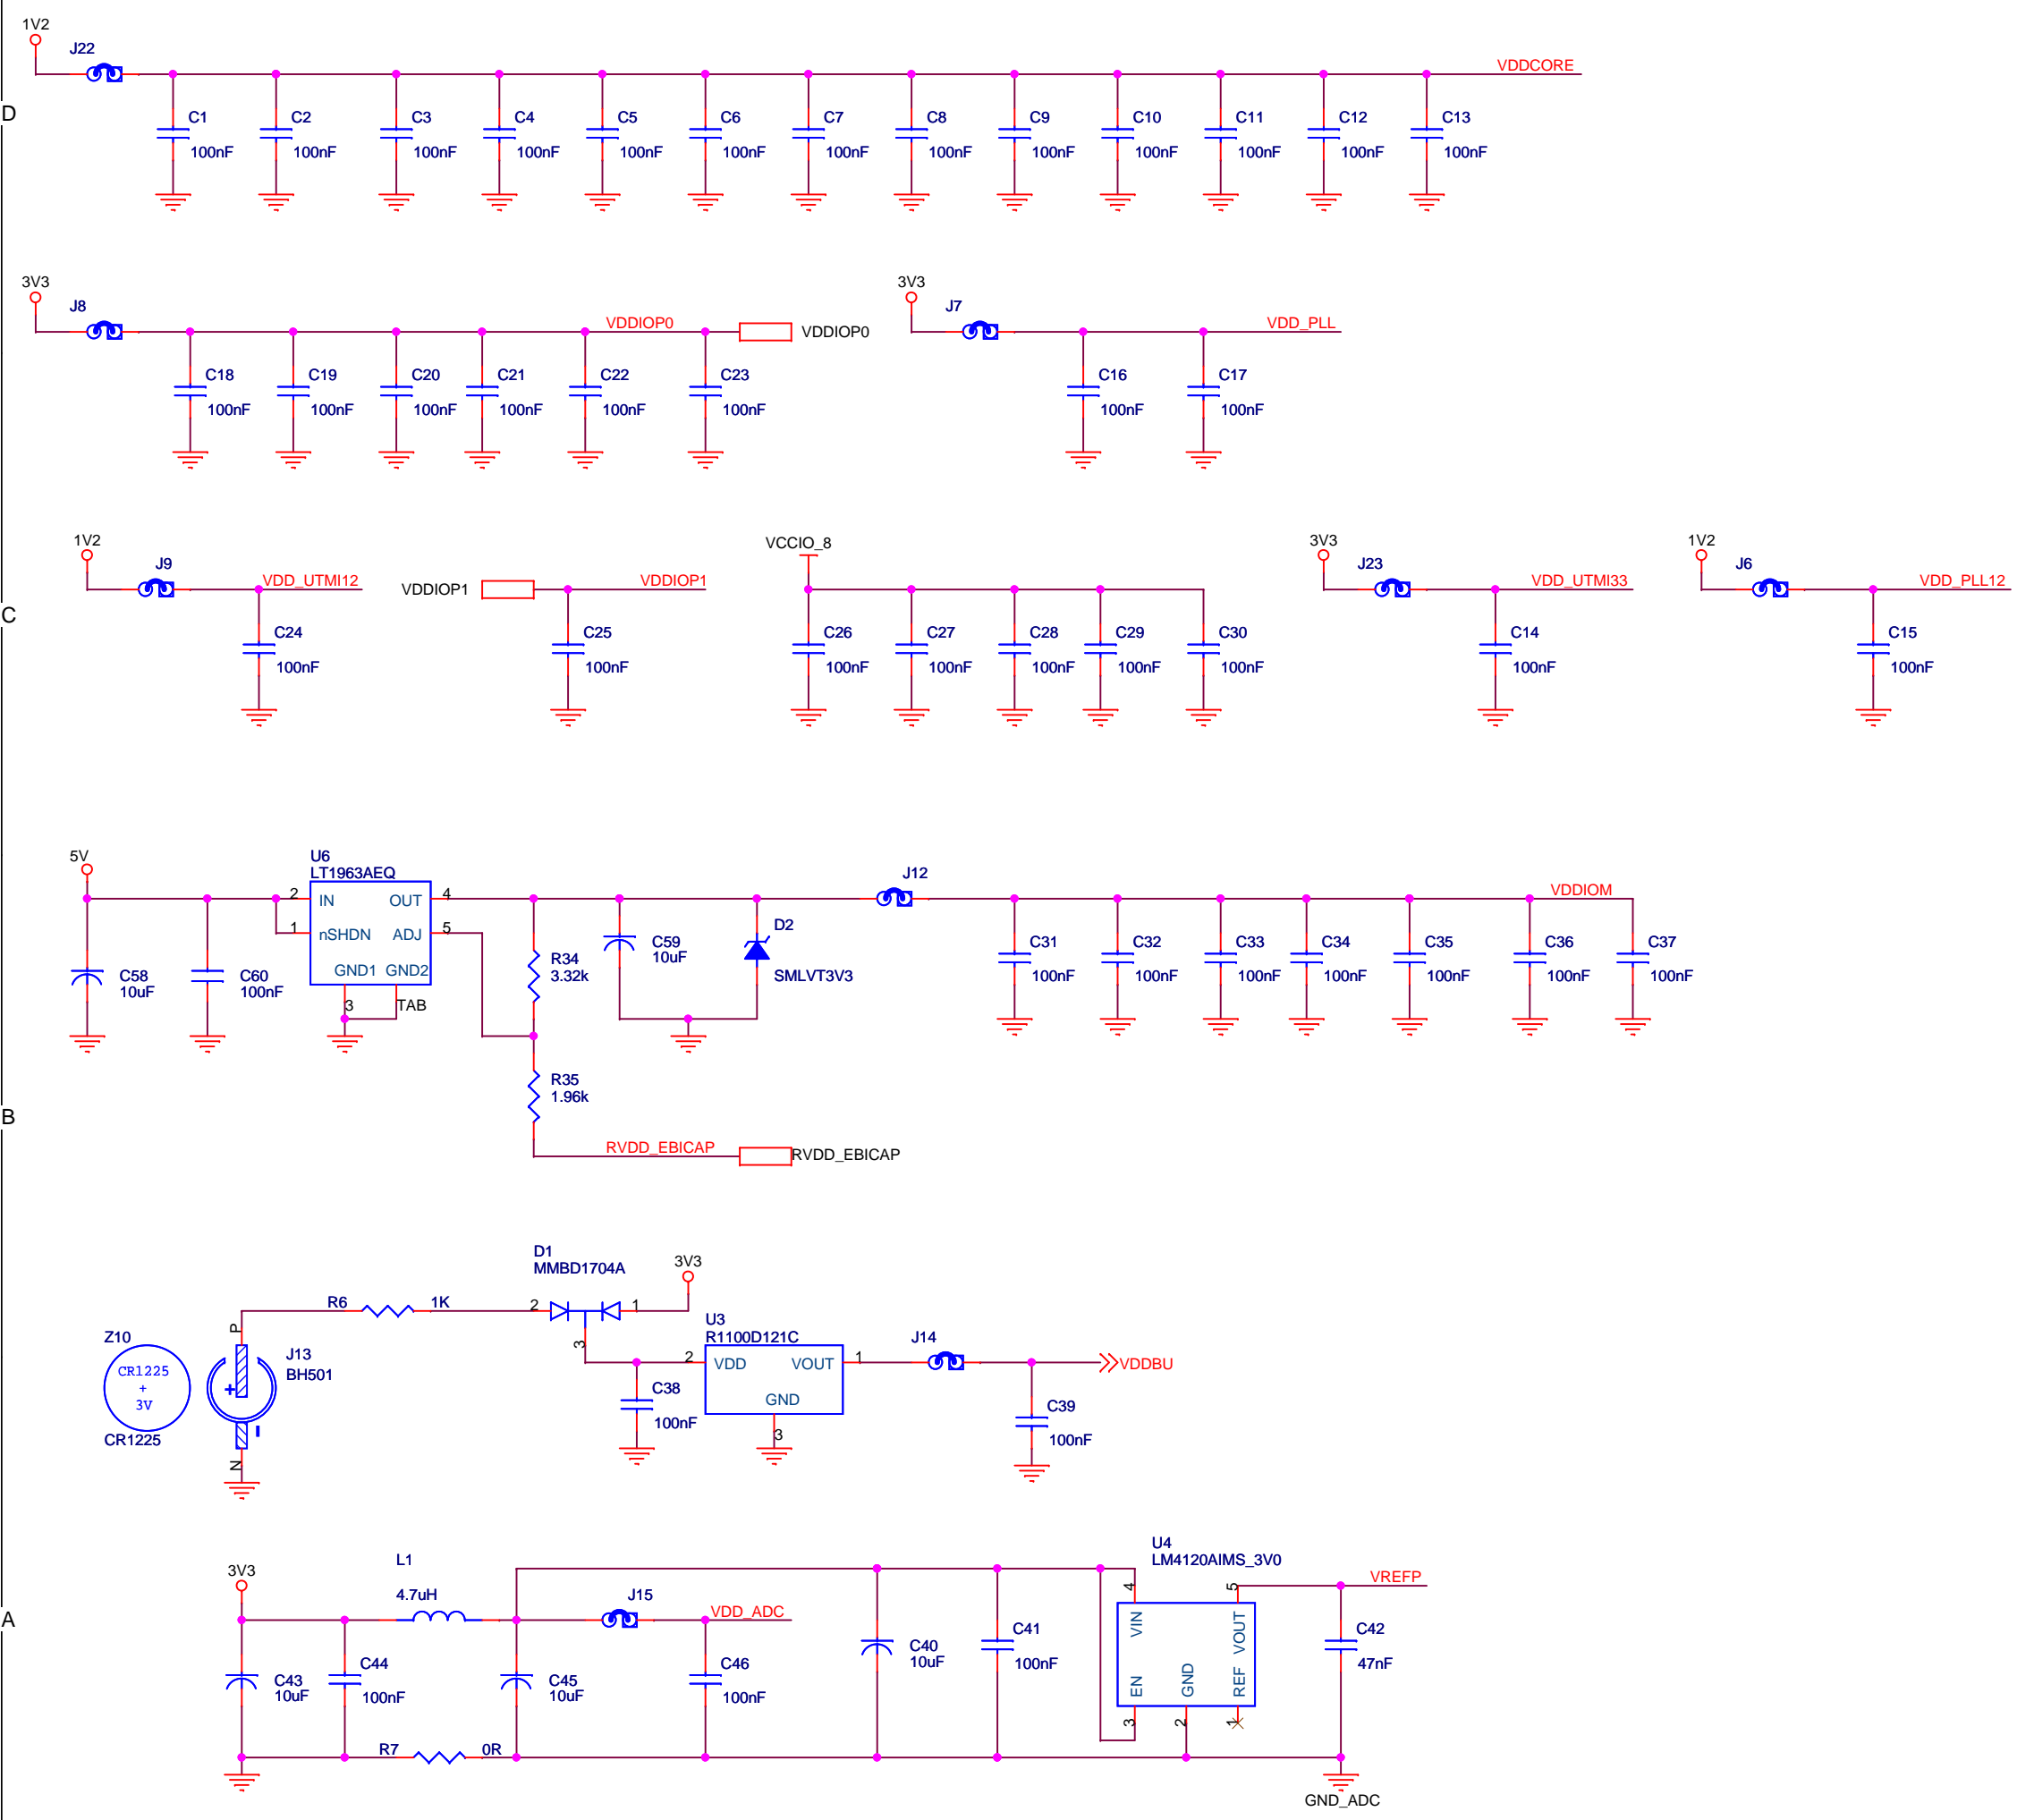 1V2
J22
VDDCORE
D
C1 C2 C3 C4 C5 C6 C7 C8 C9 C10 C11 C12 C13
100nF 100nF 100nF 100nF 100nF 100nF 100nF 100nF 100nF 100nF 100nF 100nF 100nF
3V3 3V3
J8 J7
VDDIOP0 VDDIOP0 VDD_PLL
C18 C19 C20 C21 C22 C23 C16 C17
100nF 100nF 100nF 100nF 100nF 100nF 100nF 100nF
1V2 VCCIO_8 3V3 1V2
J9 J23 J6
VDD_UTMI12 VDDIOP1 VDDIOP1 VDD_UTMI33 VDD_PLL12
C
C24 C25 C26 C27 C28 C29 C30 C14 C15
100nF 100nF 100nF 100nF 100nF 100nF 100nF 100nF 100nF
5V U6
LT1963AEQ J12
2 IN OUT 4 VDDIOM
1 nSHDN ADJ 5
GND1 GND2
3 TAB
C58
10uF
C60
100nF
R34
3.32k
C59
10uF
D2
SMLVT3V3
C31 C32 C33 C34 C35 C36 C37
100nF 100nF 100nF 100nF 100nF 100nF 100nF
R35
1.96k
B
RVDD_EBICAP RVDD_EBICAP
D1
MMBD1704A
3V3
R6 1K 2 1
3
U3
R1100D121C
J14
2 VDD VOUT 1
GND
3
VDDBU
Z10
CR1225
+
3V
CR1225
P
J13
BH501
+
-
N
C38
100nF
C39
100nF
U4
LM4120AIMS_3V0
3V3
L1
4.7uH
J15
VDD_ADC
4 5
VREFP
VIN VOUT
EN GND REF
3 2 1
A
C43
10uF
C44
100nF
C45
10uF
C46
100nF
C40
10uF
C41
100nF
C42
47nF
R7 0R
GND_ADC